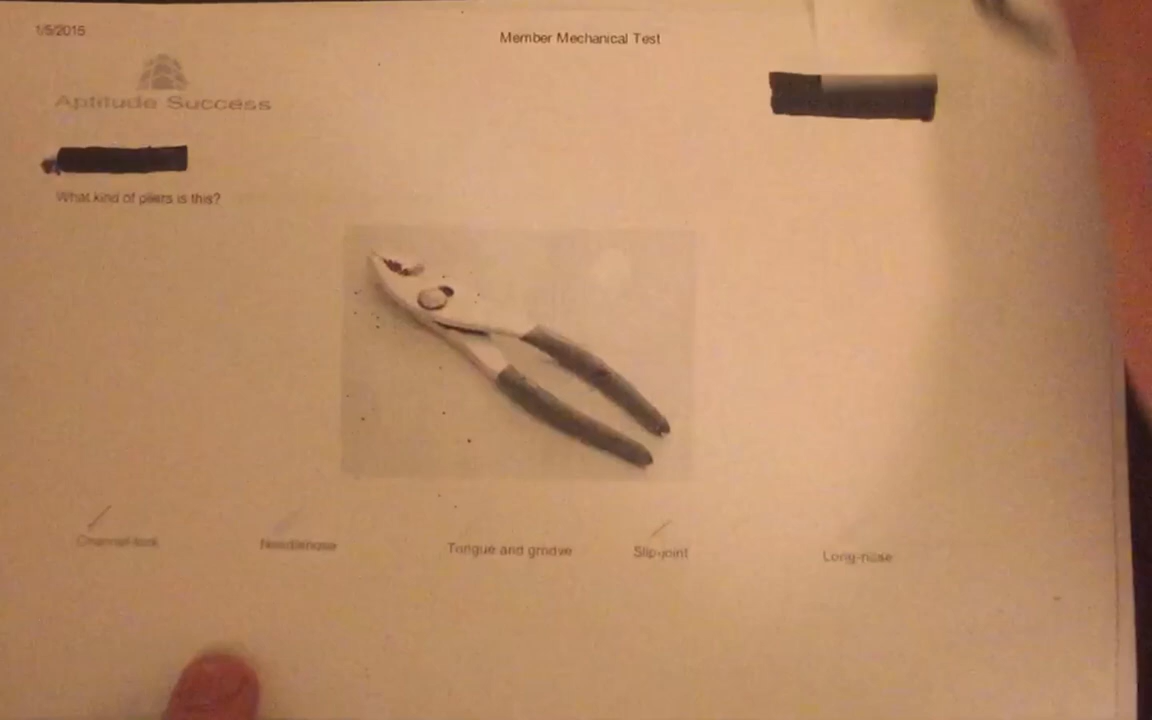 1/5/2015
Member Mechanical Test
Aptitude Success
What kind of pliers is this?
Channel-lock
Needlenose
Tongue and groove
Slip-joint
Long-nose